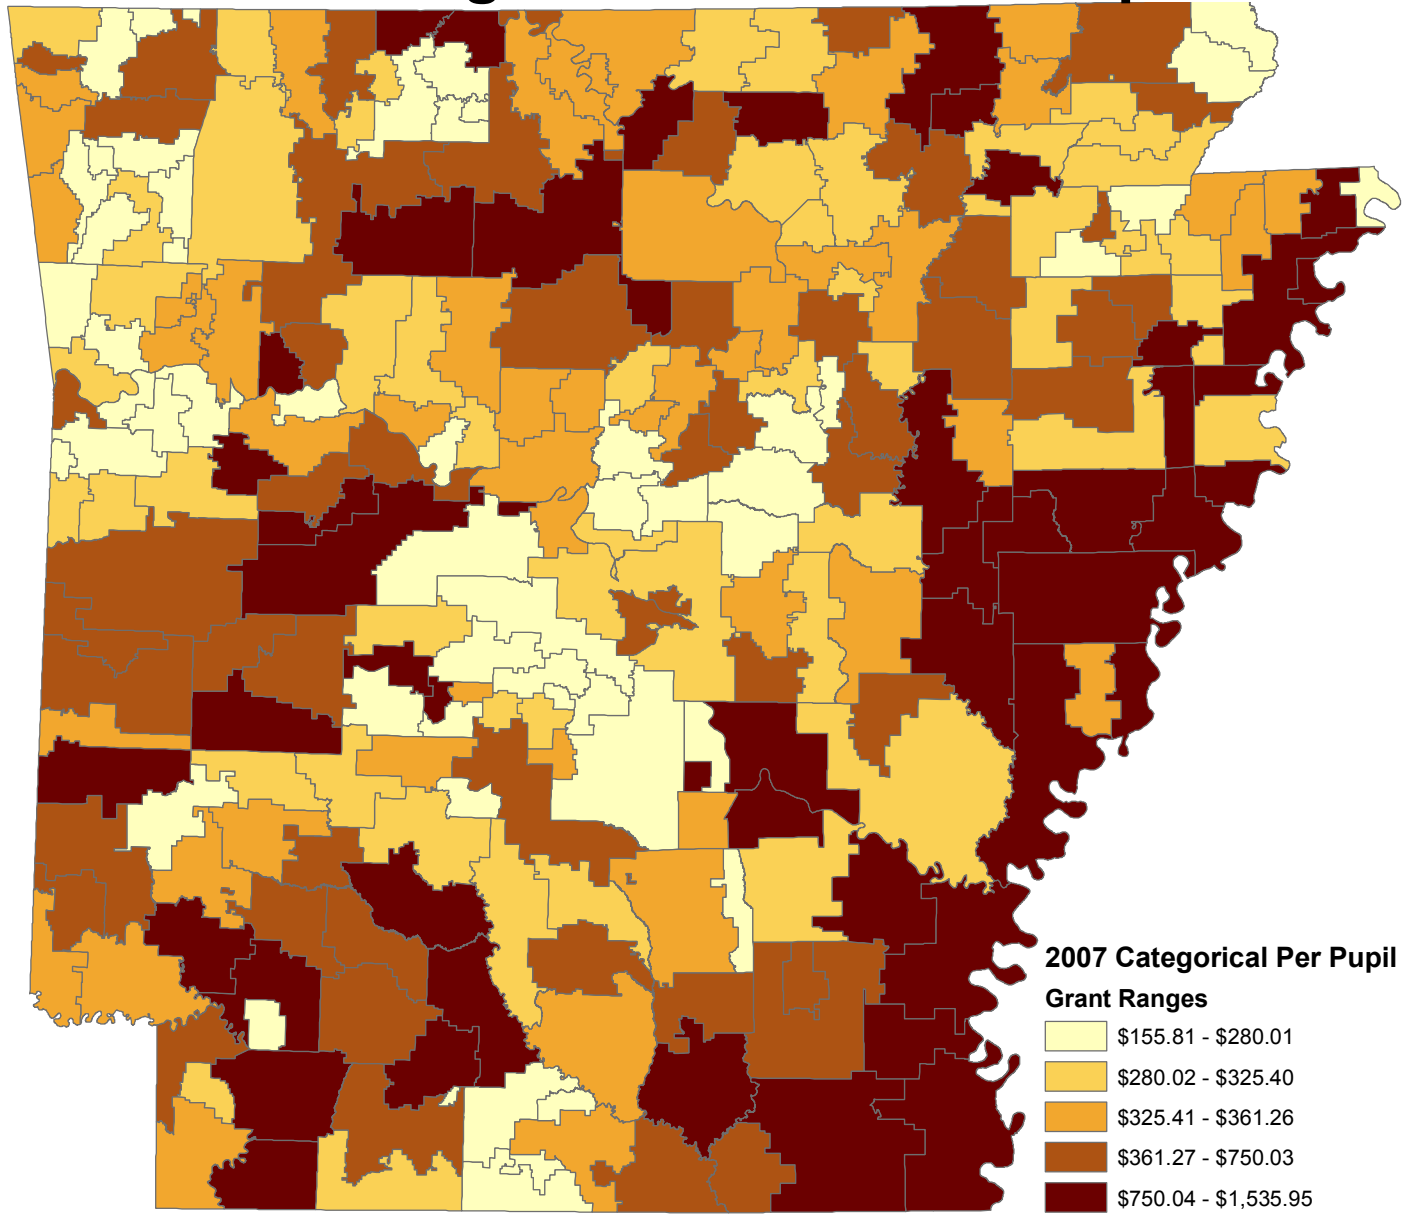 2007 Categorical Per Pupil
Grant Ranges
$155.81 - $280.01
$280.02 - $325.40
$325.41 - $361.26
$361.27 - $750.03
$750.04 - $1,535.95